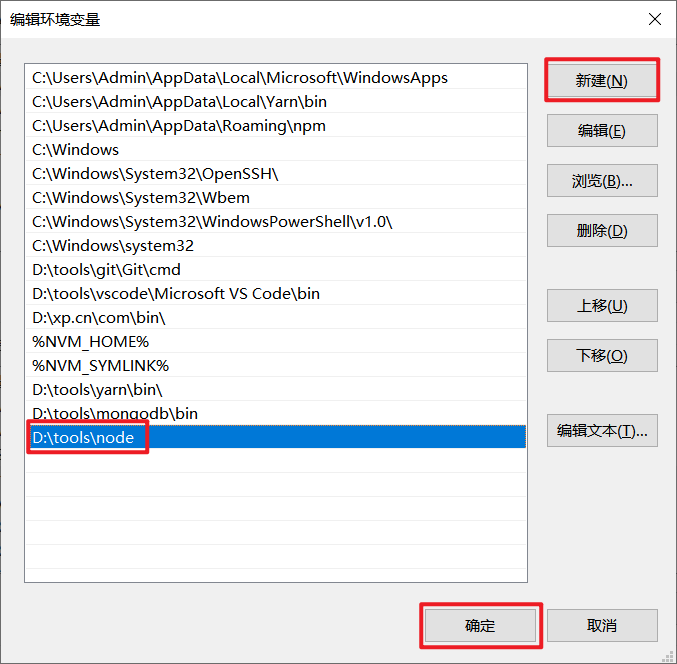 编辑环境变量
C:\Users\Admin\AppData\Local\Microsoft\WindowsApps
C:\Users\Admin\AppData\Local\Yarn\bin
C:\Users\Admin\AppData\Roaming\npm
C:\Windows
C:\Windows\System32\OpenSSH\
C:\Windows\System32\Wbem
C:\Windows\System32\WindowsPowerShell\v1.0\
C:\Windows\system32
D:\tools\git\Git\cmd
D:\tools\vscode\Microsoft VS Code\bin
D:\xp.cn\com\bin\
%NVM_HOME%
%NVM_SYMLINK%
D:\tools\yarn\bin\
D:\tools\mongodb\bin
D:\tools\node
新建(N)
编辑(E)
浏览(B)...
删除(D)
上移(U)
下移(O)
编辑文本(T)...
确定
取消